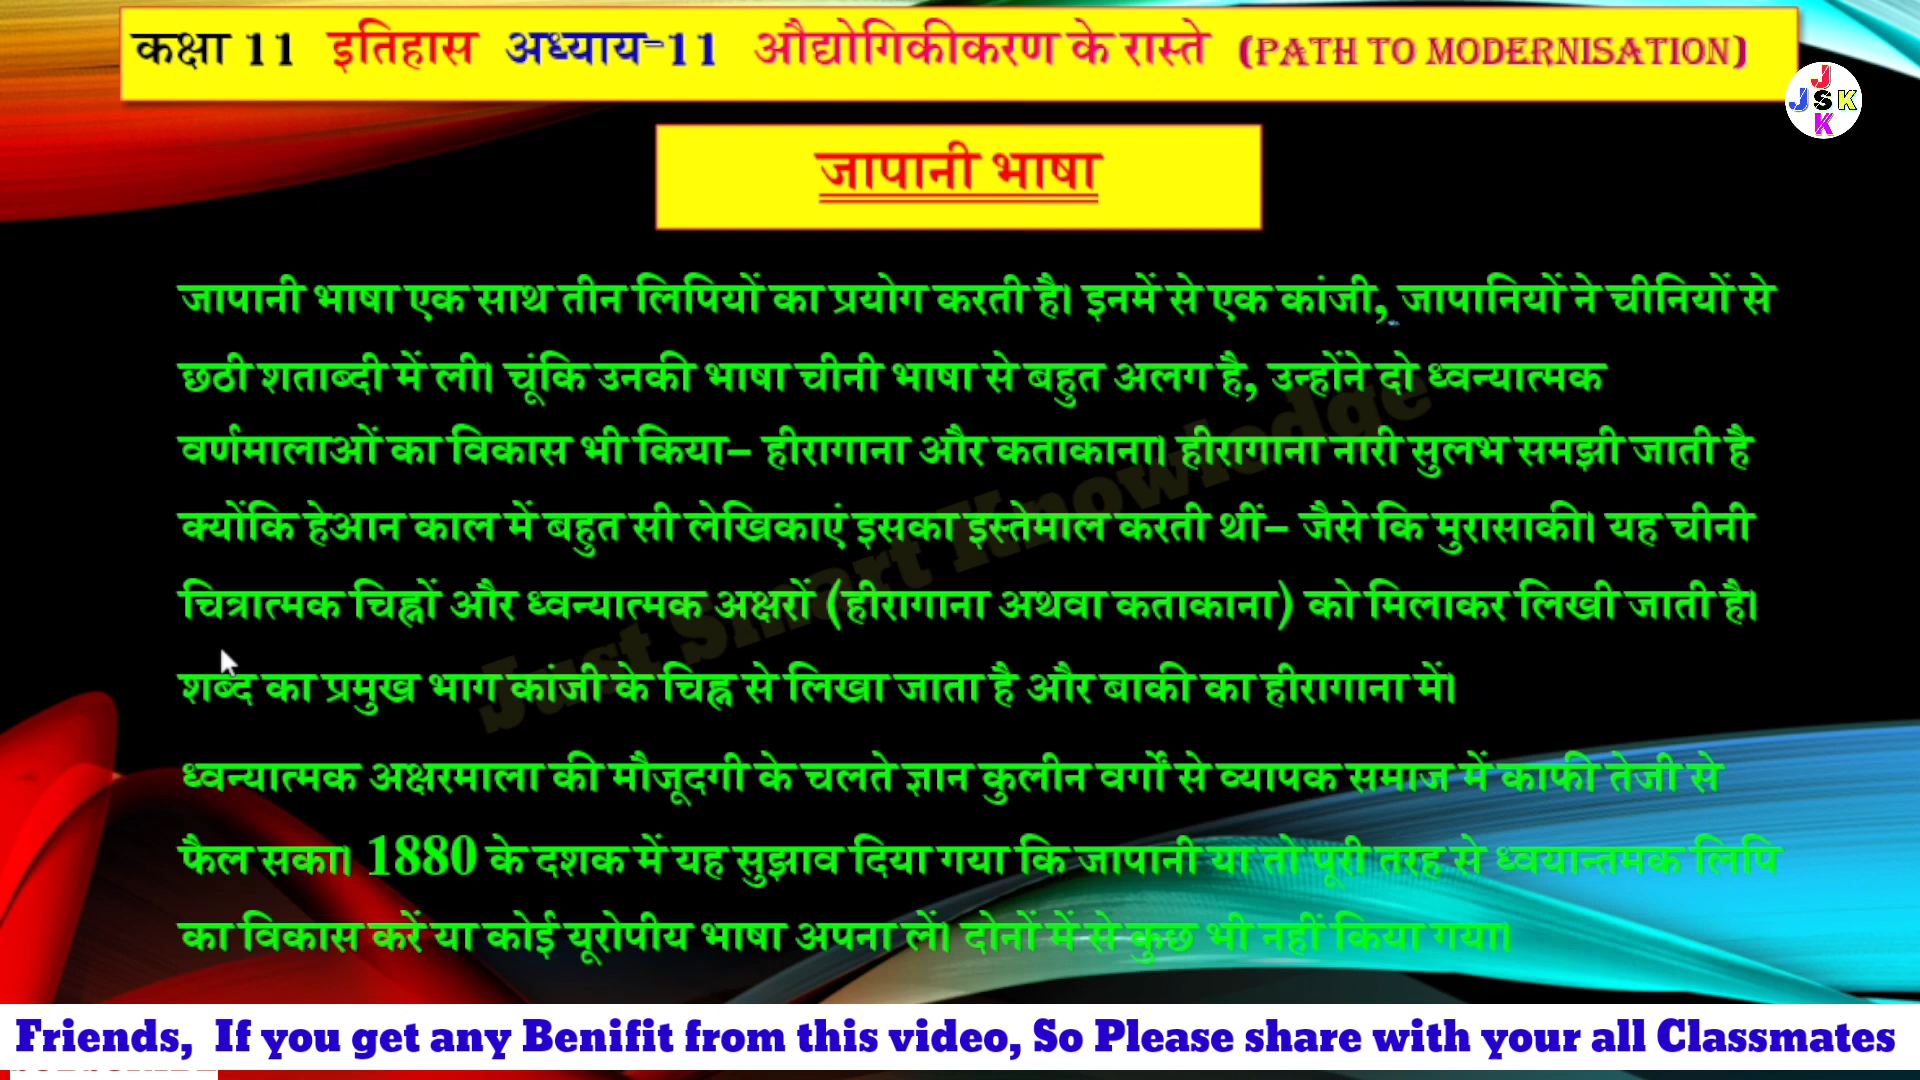 कक्षा 11 इतिहास अध्याय-11 औद्योगिकीकरण के रास्ते (PATH TO MODERNISATION)
J
J S K
K
जापानी भाषा
जापानी भाषा एक साथ तीन लिपियों का प्रयोग करती है। इनमें से एक कांजी, जापानियों ने चीनियों से
छठी शताब्दी में ली। चूंकि उनकी भाषा चीनी भाषा से बहुत अलग है, उन्होंने दो ध्वन्यात्मक
वर्णमालाओं का विकास भी किया– हीरागाना और कताकाना। हीरागाना नारी सुलभ समझी जाती है
क्योंकि हेआन काल में बहुत सी लेखिकाएं इसका इस्तेमाल करती थीं– जैसे कि मुरासाकी। यह चीनी
चित्रात्मक चिह्नों और ध्वन्यात्मक अक्षरों (हीरागाना अथवा कताकाना) को मिलाकर लिखी जाती है।
शब्द का प्रमुख भाग कांजी के चिह्न से लिखा जाता है और बाकी का हीरागाना में।
ध्वन्यात्मक अक्षरमाला की मौजूदगी के चलते ज्ञान कुलीन वर्गों से व्यापक समाज में काफी तेजी से
फैल सका। 1880 के दशक में यह सुझाव दिया गया कि जापानी या तो पूरी तरह से ध्वयान्तमक लिपि
का विकास करें या कोई यूरोपीय भाषा अपना लें। दोनों में से कुछ भी नहीं किया गया।
Just Smart Knowledge
Friends, If you get any Benifit from this video, So Please share with your all Classmates